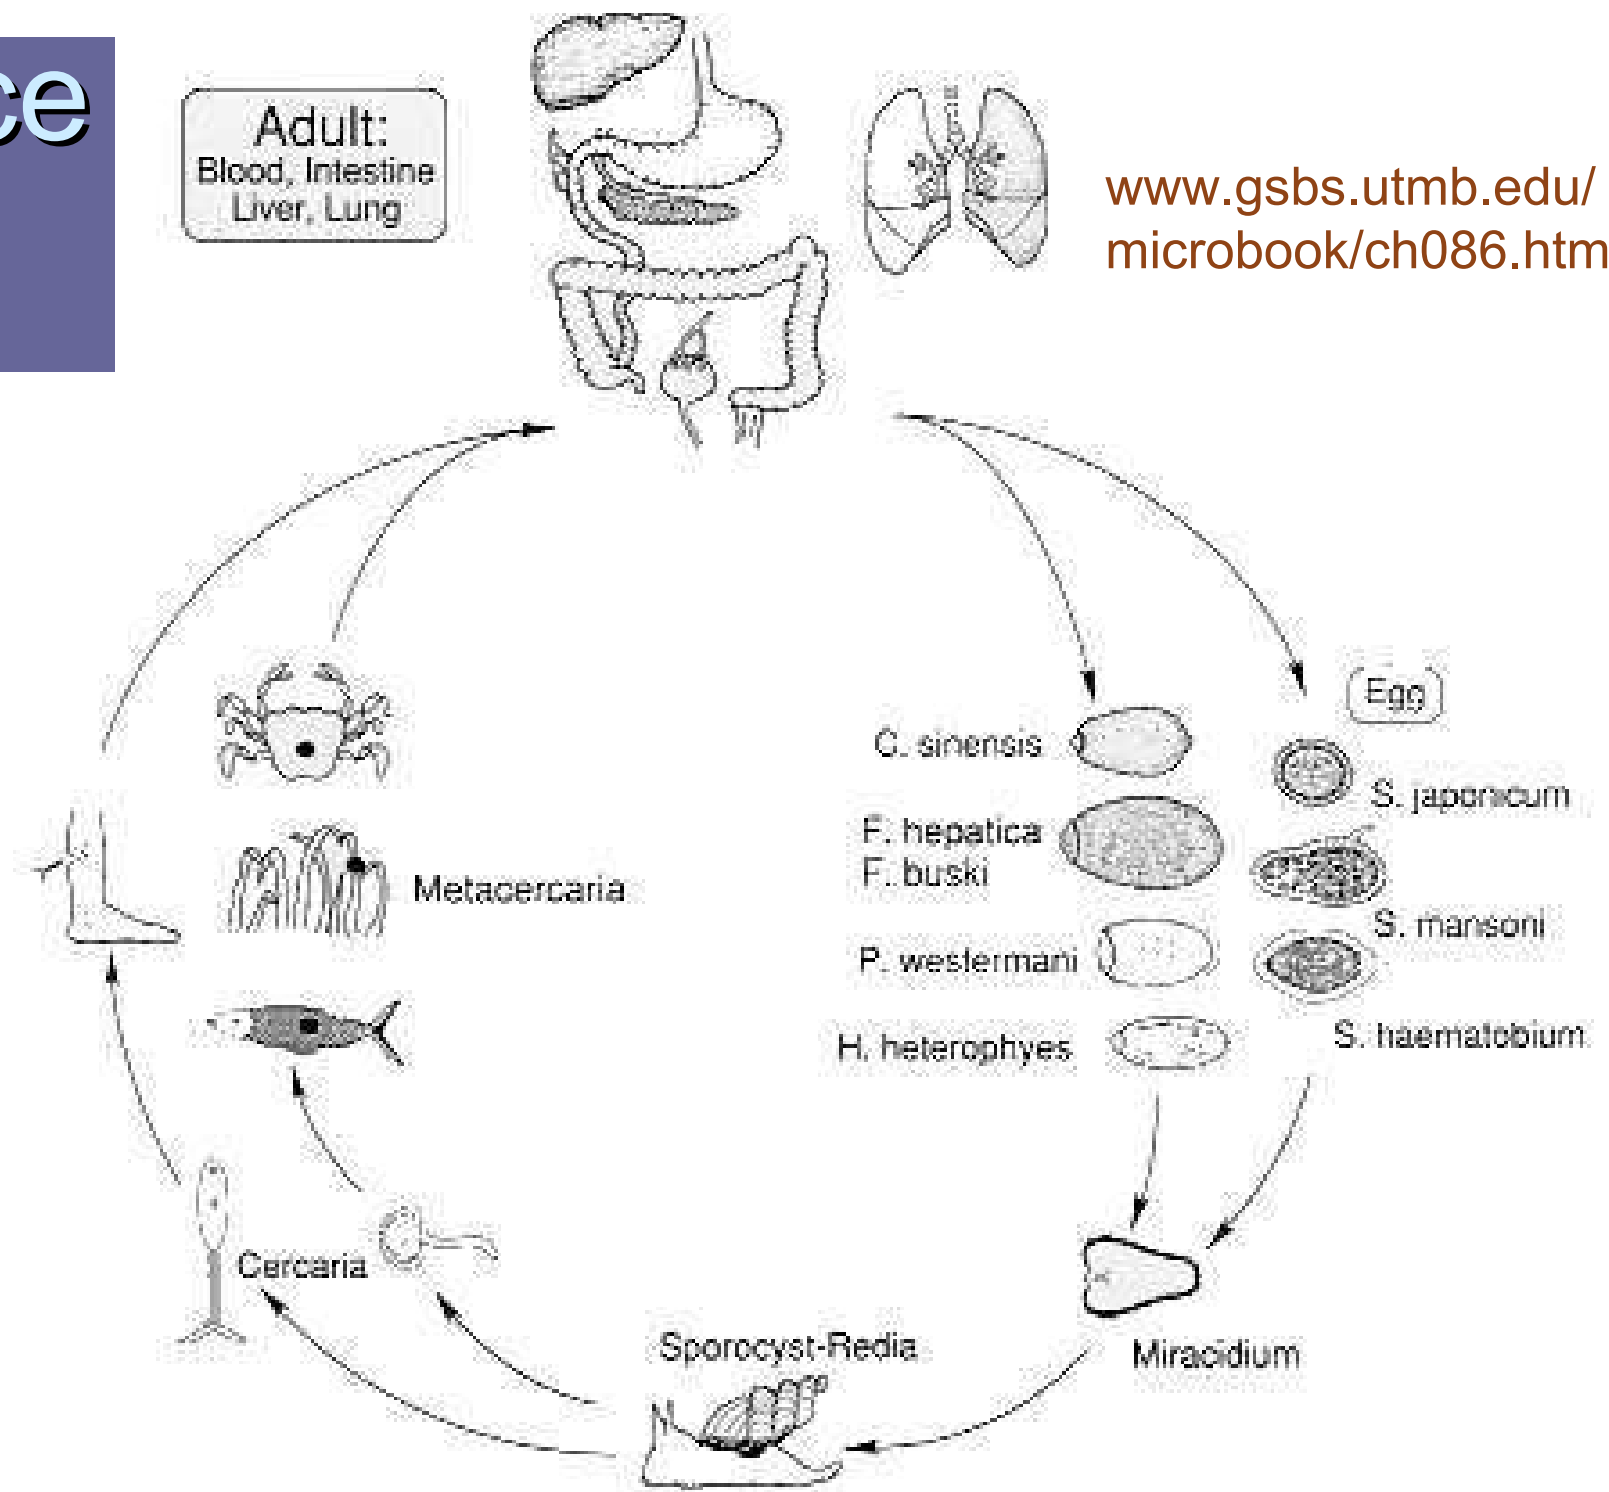 ce
Adult:
Blood, Intestine
Liver, Lung
www.gsbs.utmb.edu/
microbook/ch086.htm
Egg
C. sinensis
S. japonicum
F. hepatica
F. buski
Metacercaria
S. mansoni
P. westermani
S. haematobium
H. heterophyes
Cercaria
Sporocyst-Redia
Miracidium